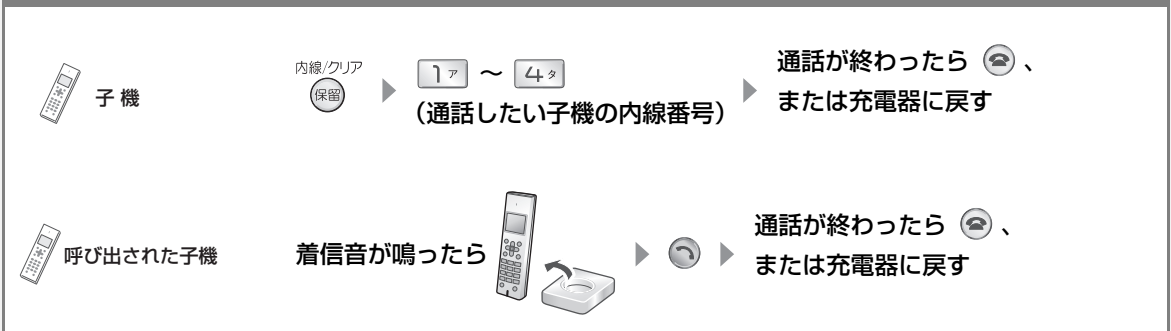 子 機
内線/クリア
保留
1 ア ~ 4 タ
(通話したい子機の内線番号)
通話が終わったら 、
または充電器に戻す
呼び出された子機
着信音が鳴ったら
通話が終わったら 、
または充電器に戻す